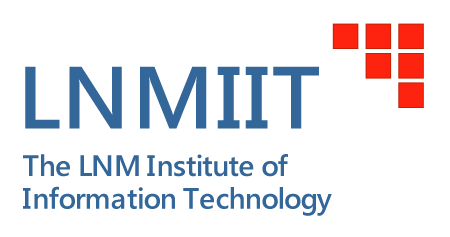 LNMIIT
The LNM Institute of
Information Technology